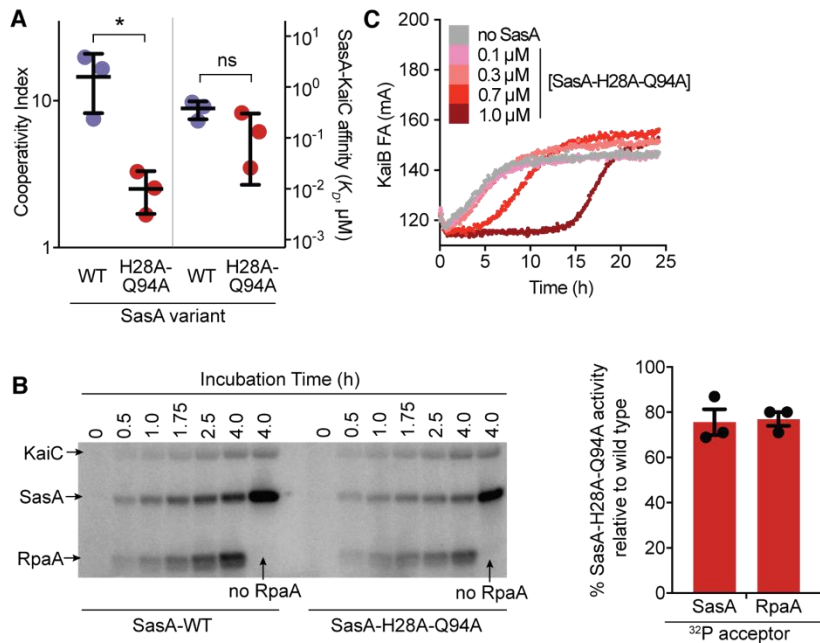 A
Cooperativity Index
10
1
*
ns
10¹
10⁰
10⁻¹
10⁻²
10⁻³
SasA-KaiC affinity (K_D, μM)
WT
H28A-
Q94A
WT
H28A-
Q94A
SasA variant
C
KaiB FA (mA)
200
180
160
140
120
no SasA
0.1 μM
0.3 μM
0.7 μM
1.0 μM
[SasA-H28A-Q94A]
0
5
10
15
20
25
Time (h)
B
Incubation Time (h)
0 0.5 1.0 1.75 2.5 4.0 4.0 0 0.5 1.0 1.75 2.5 4.0 4.0
KaiC
SasA
RpaA
no RpaA
no RpaA
SasA-WT
SasA-H28A-Q94A
% SasA-H28A-Q94A activity
relative to wild type
100
80
60
40
20
0
SasA
RpaA
³²P acceptor